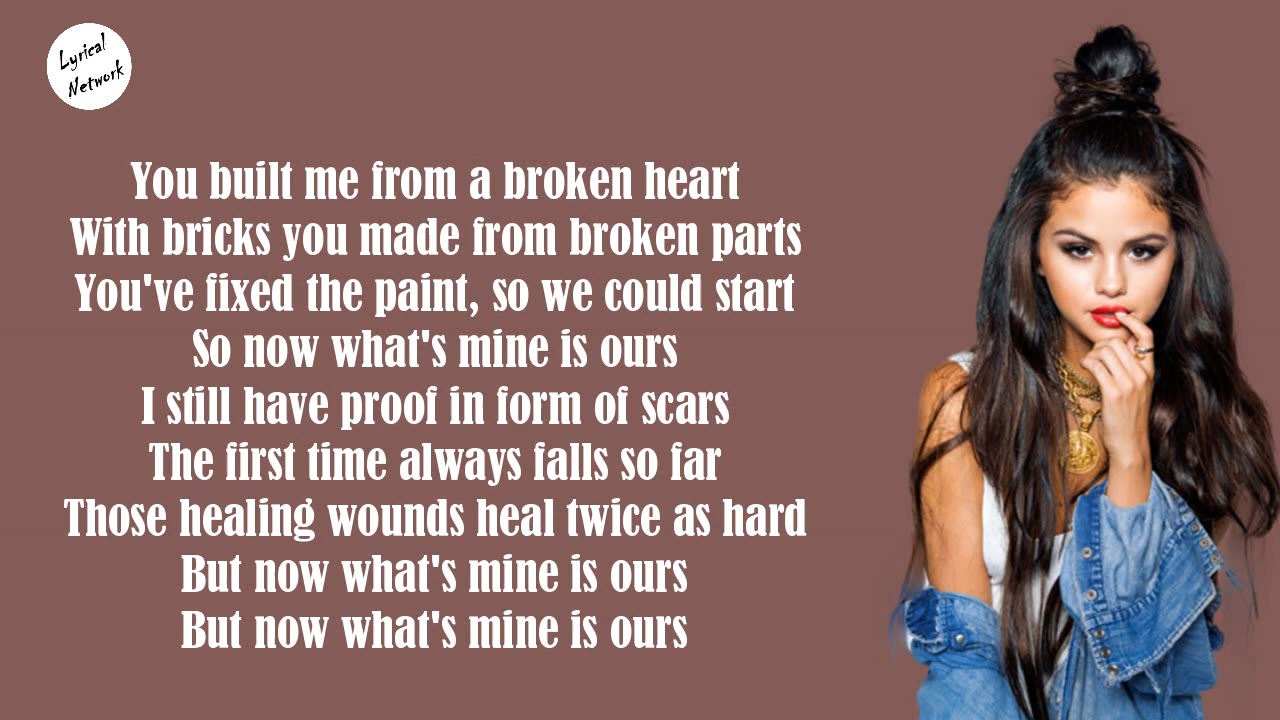 Lyrical
Network
You built me from a broken heart
With bricks you made from broken parts
You've fixed the paint, so we could start
So now what's mine is ours
I still have proof in form of scars
The first time always falls so far
Those healing wounds heal twice as hard
But now what's mine is ours
But now what's mine is ours